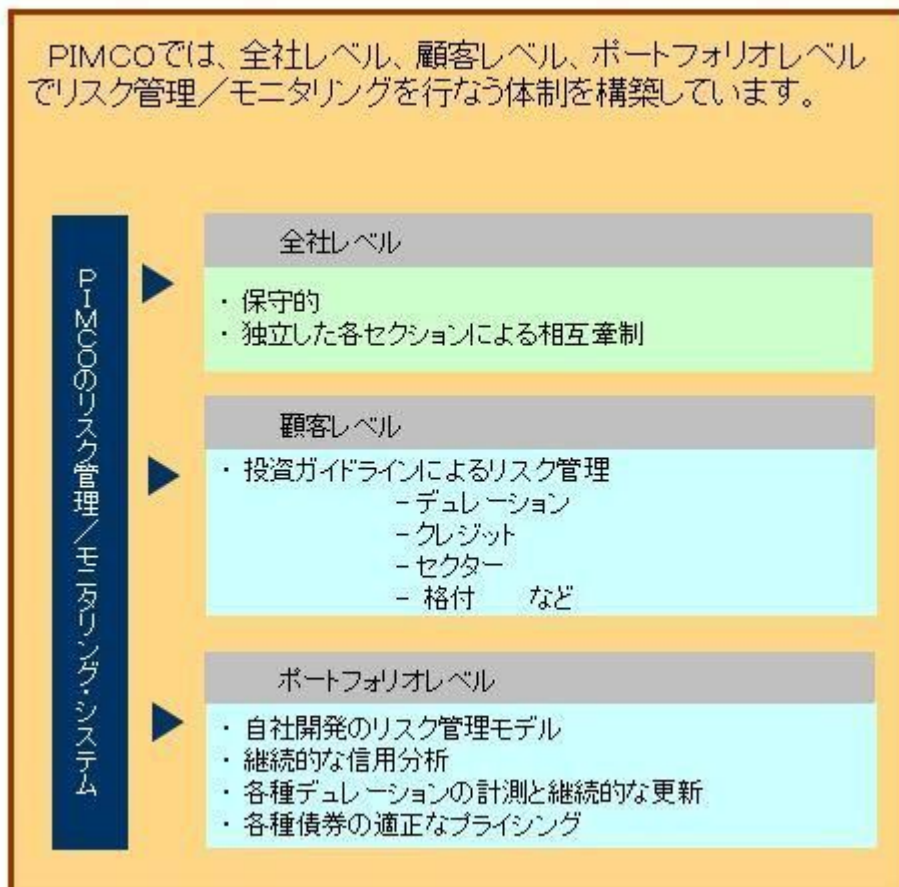 PIMCOでは、全社レベル、顧客レベル、ポートフォリオレベル
でリスク管理／モニタリングを行なう体制を構築しています。
PIMCOのリスク管理／モニタリング・システム
全社レベル
・ 保守的
・ 独立した各セクションによる相互牽制
顧客レベル
・ 投資ガイドラインによるリスク管理
－デュレーション
－クレジット
－セクター
－ 格付　など
ポートフォリオレベル
・ 自社開発のリスク管理モデル
・ 継続的な信用分析
・ 各種デュレーションの計測と継続的な更新
・ 各種債券の適正なプライシング